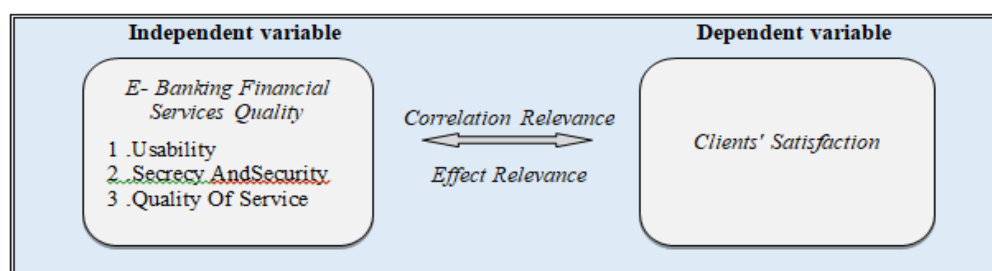 Independent variable
Dependent variable
E- Banking Financial
Services Quality
1 .Usability
2 .Secrecy AndSecurity
3 .Quality Of Service
Correlation Relevance
Effect Relevance
Clients' Satisfaction